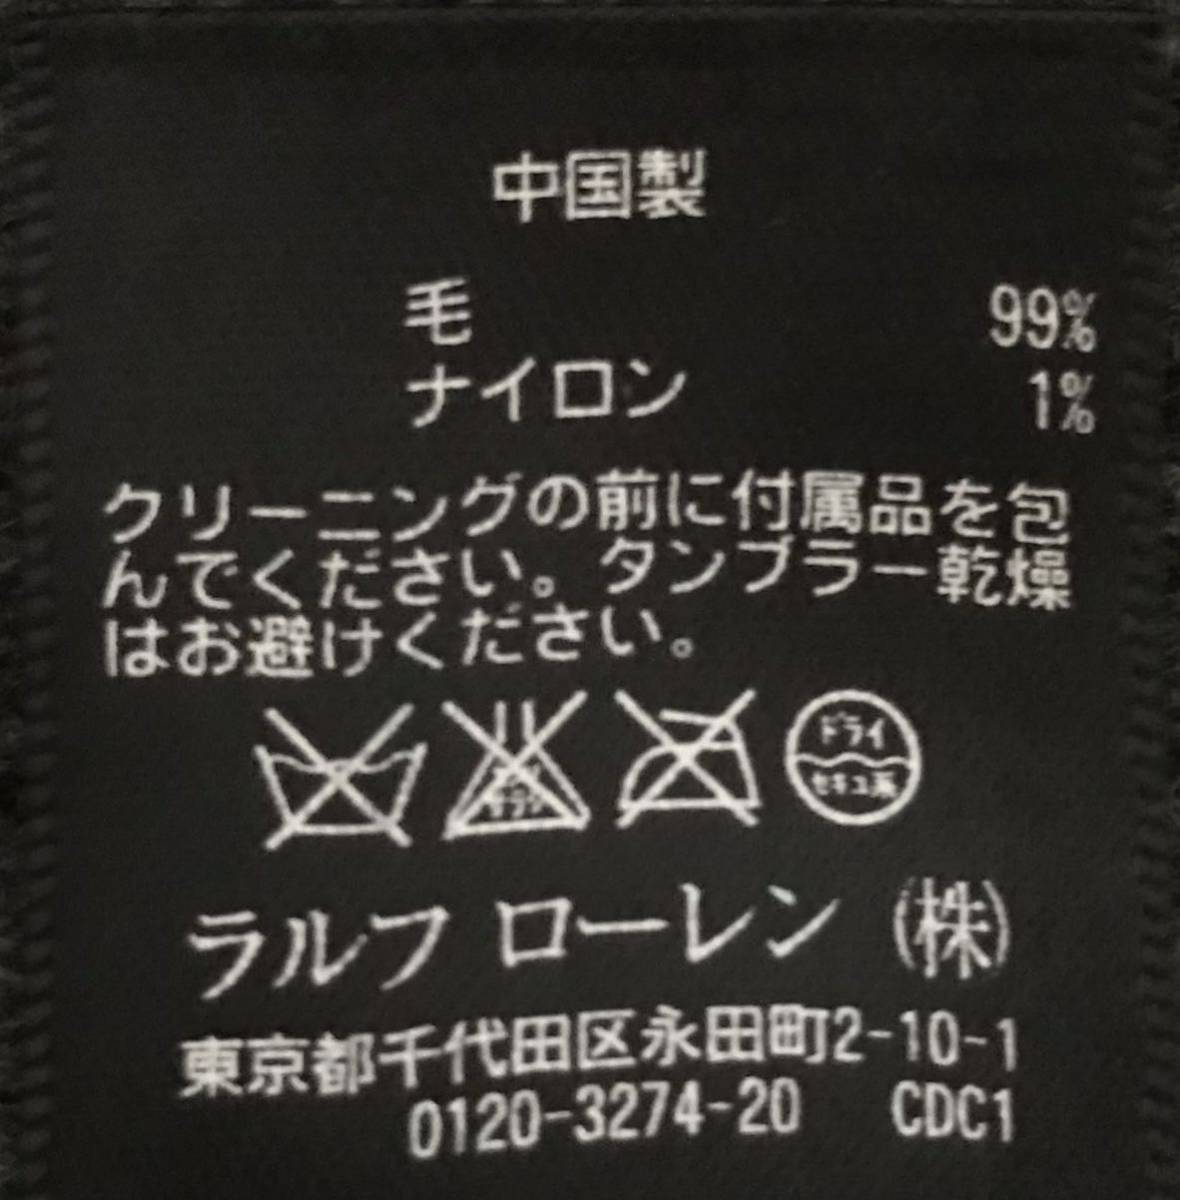 中国製
毛 99%
ナイロン 1%
クリーニングの前に付属品を包
んでください。タンブラー乾燥
はお避けください。
ドライ
セキユ系
ラルフ ローレン (株)
東京都千代田区永田町2-10-1
0120-3274-20 CDC1